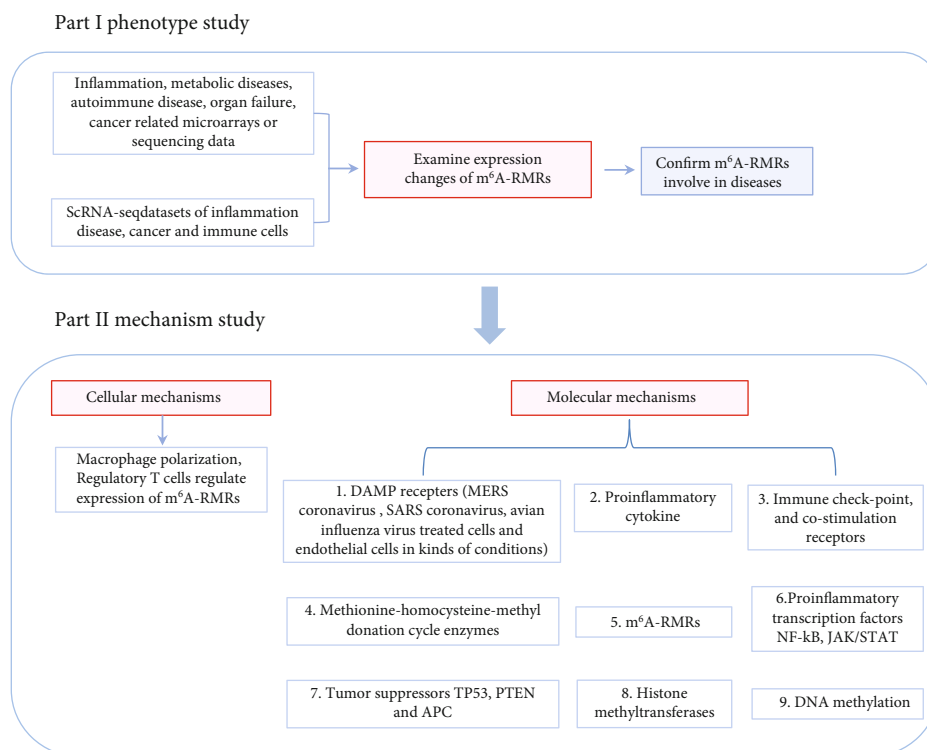 Part I phenotype study
Inflammation, metabolic diseases,
autoimmune disease, organ failure,
cancer related microarrays or
sequencing data
ScRNA-seqdatasets of inflammation
disease, cancer and immune cells
Examine expression
changes of m⁶A-RMRs
Confirm m⁶A-RMRs
involve in diseases
Part II mechanism study
Cellular mechanisms
Macrophage polarization,
Regulatory T cells regulate
expression of m⁶A-RMRs
Molecular mechanisms
1. DAMP recepters (MERS
coronavirus , SARS coronavirus, avian
influenza virus treated cells and
endothelial cells in kinds of conditions)
2. Proinflammatory
cytokine
3. Immune check-point,
and co-stimulation
receptors
4. Methionine-homocysteine-methyl
donation cycle enzymes
5. m⁶A-RMRs
6.Proinflammatory
transcription factors
NF-kB, JAK/STAT
7. Tumor suppressors TP53, PTEN
and APC
8. Histone
methyltransferases
9. DNA methylation